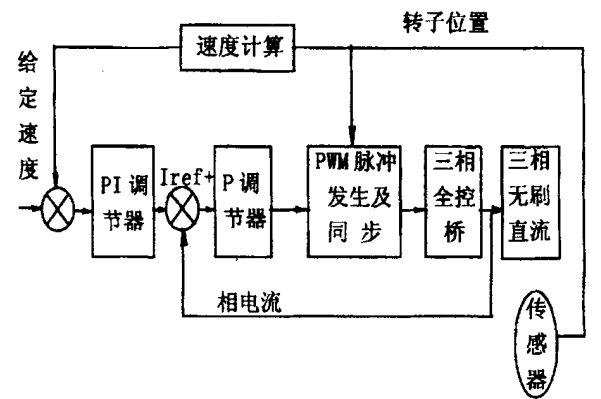 转子位置
速度计算
给定速度
PI调
节器
Iref+
P调
节器
PWM脉冲
发生及
同步
三相
全控
桥
三相
无刷
直流
相电流
传感器